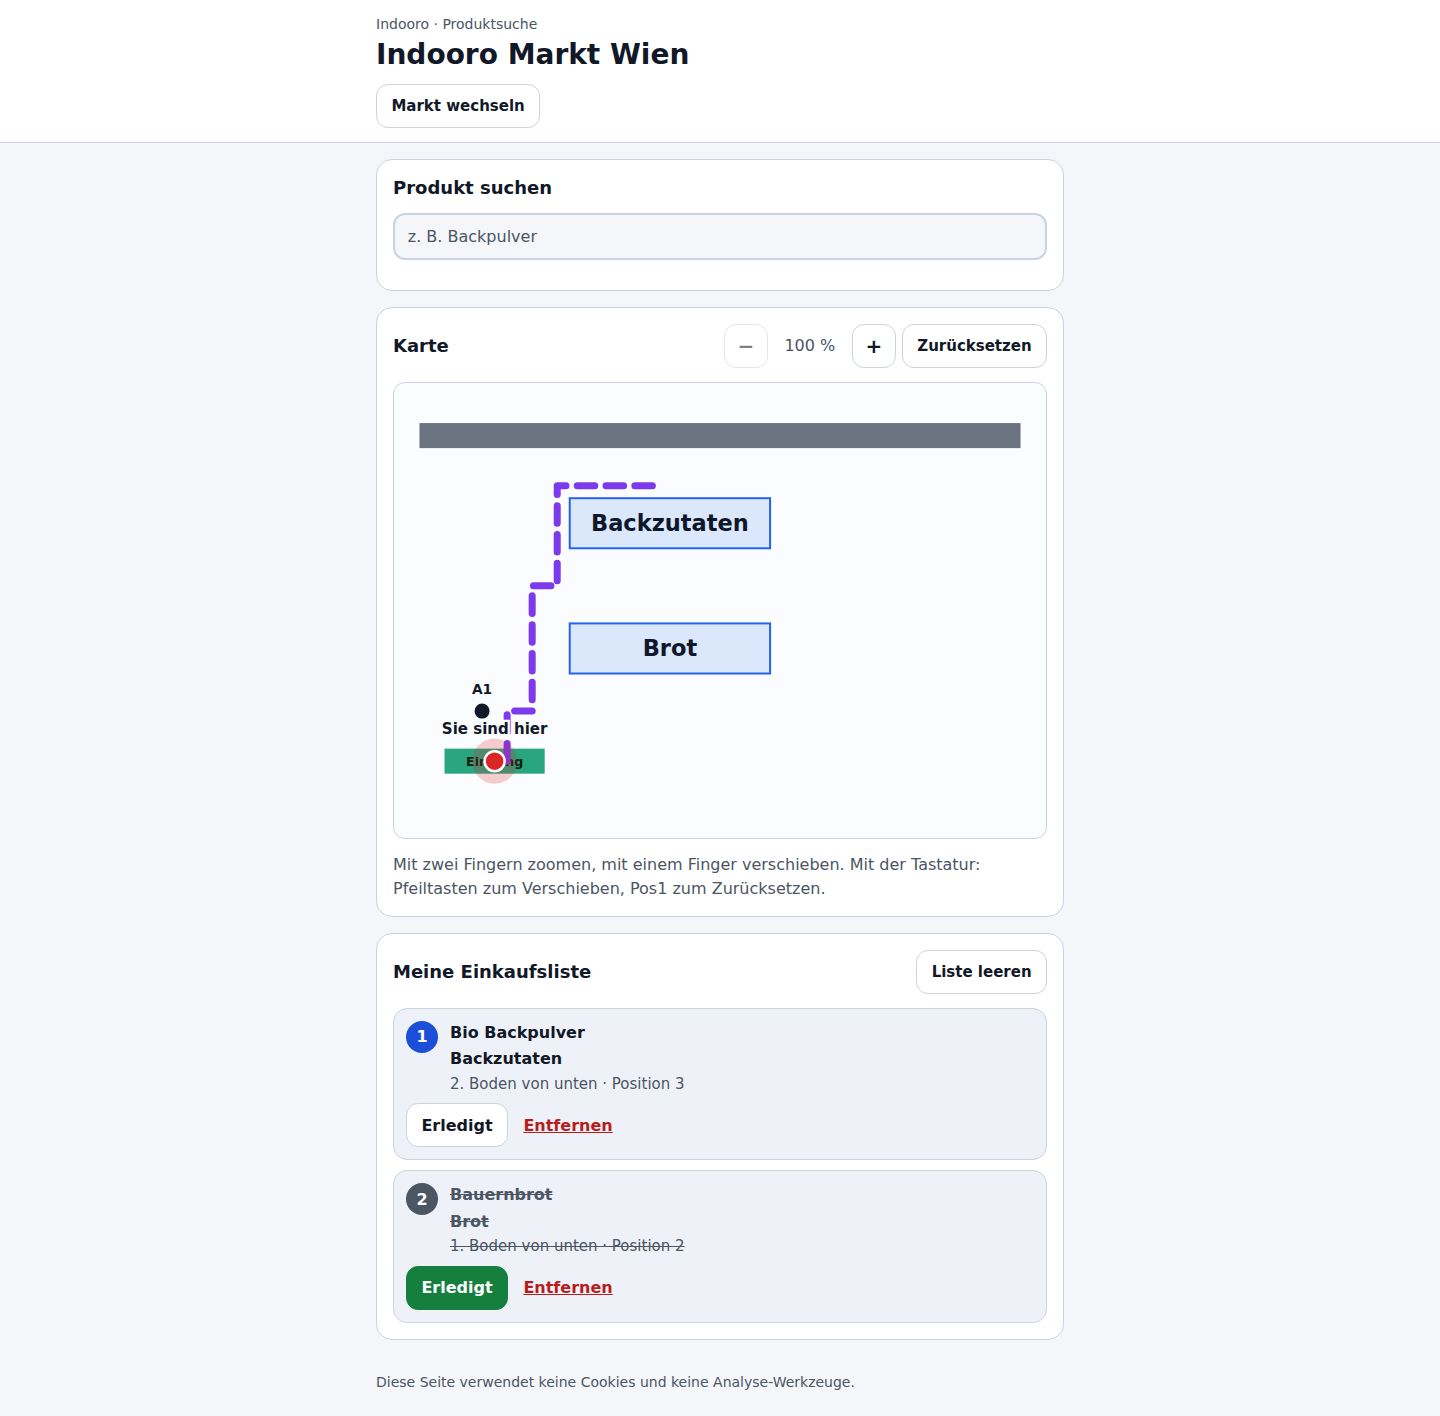 Indooro · Produktsuche
Indooro Markt Wien
Markt wechseln
Produkt suchen
z. B. Backpulver
Karte
− 100 % + Zurücksetzen
Backzutaten
Brot
A1
Sie sind hier
Mit zwei Fingern zoomen, mit einem Finger verschieben. Mit der Tastatur:
Pfeiltasten zum Verschieben, Pos1 zum Zurücksetzen.
Meine Einkaufsliste
Liste leeren
1 Bio Backpulver
Backzutaten
2. Boden von unten · Position 3
Erledigt Entfernen
2 Bauernbrot
Brot
1. Boden von unten · Position 2
Erledigt Entfernen
Diese Seite verwendet keine Cookies und keine Analyse-Werkzeuge.